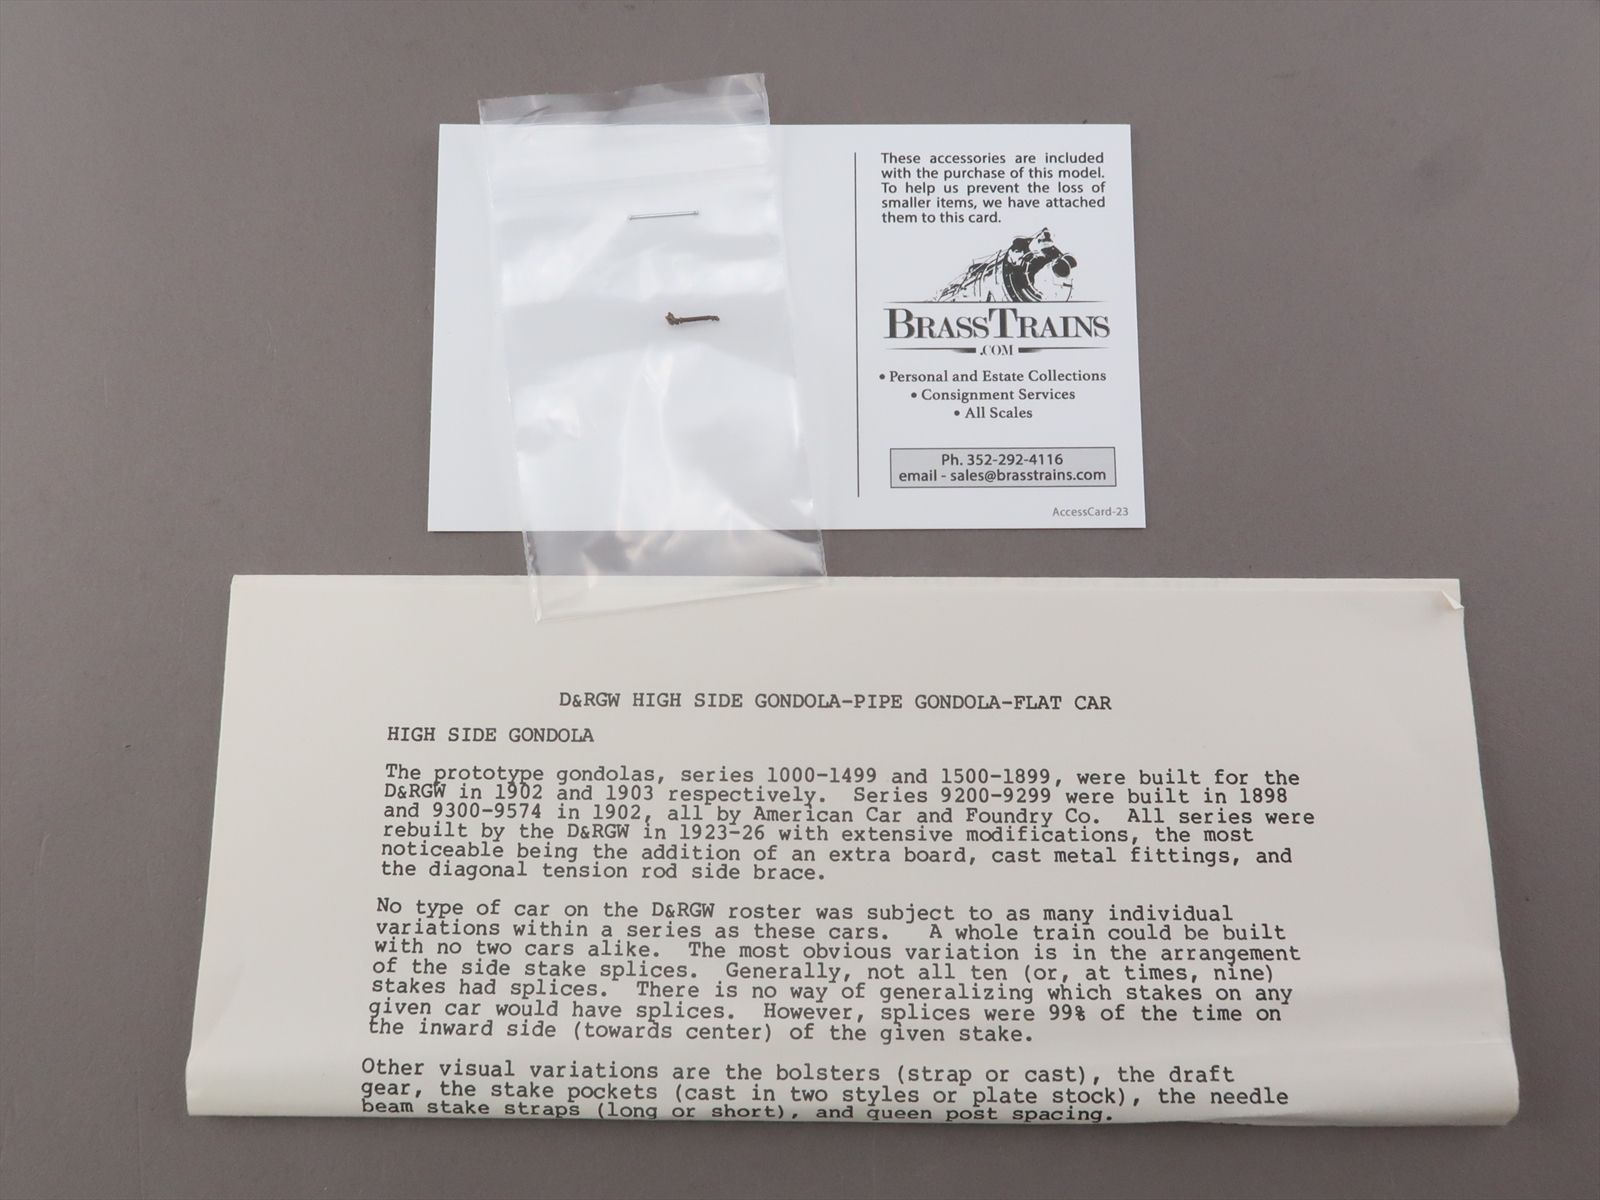 These accessories are included
with the purchase of this model.
To help us prevent the loss of
smaller items, we have attached
them to this card.
BRASSTRAINS
.COM
• Personal and Estate Collections
• Consignment Services
• All Scales
Ph. 352-292-4116
email - sales@brasstrains.com
AccessCard-23
D&RGW HIGH SIDE GONDOLA-PIPE GONDOLA-FLAT CAR
HIGH SIDE GONDOLA
The prototype gondolas, series 1000-1499 and 1500-1899, were built for the
D&RGW in 1902 and 1903 respectively. Series 9200-9299 were built in 1898
and 9300-9574 in 1902, all by American Car and Foundry Co. All series were
rebuilt by the D&RGW in 1923-26 with extensive modifications, the most
noticeable being the addition of an extra board, cast metal fittings, and
the diagonal tension rod side brace.
No type of car on the D&RGW roster was subject to as many individual
variations within a series as these cars. A whole train could be built
with no two cars alike. The most obvious variation is in the arrangement
of the side stake splices. Generally, not all ten (or, at times, nine)
stakes had splices. There is no way of generalizing which stakes on any
given car would have splices. However, splices were 99% of the time on
the inward side (towards center) of the given stake.
Other visual variations are the bolsters (strap or cast), the draft
gear, the stake pockets (cast in two styles or plate stock), the needle
beam stake straps (long or short), and queen post spacing.